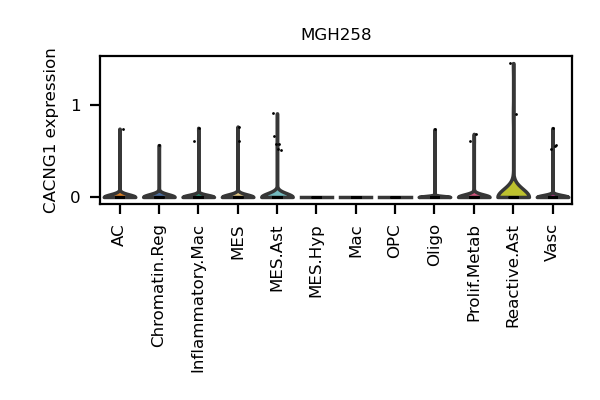 MGH258
CACNG1 expression
1
0
AC
Chromatin.Reg
Inflammatory.Mac
MES
MES.Ast
MES.Hyp
Mac
OPC
Oligo
Prolif.Metab
Reactive.Ast
Vasc